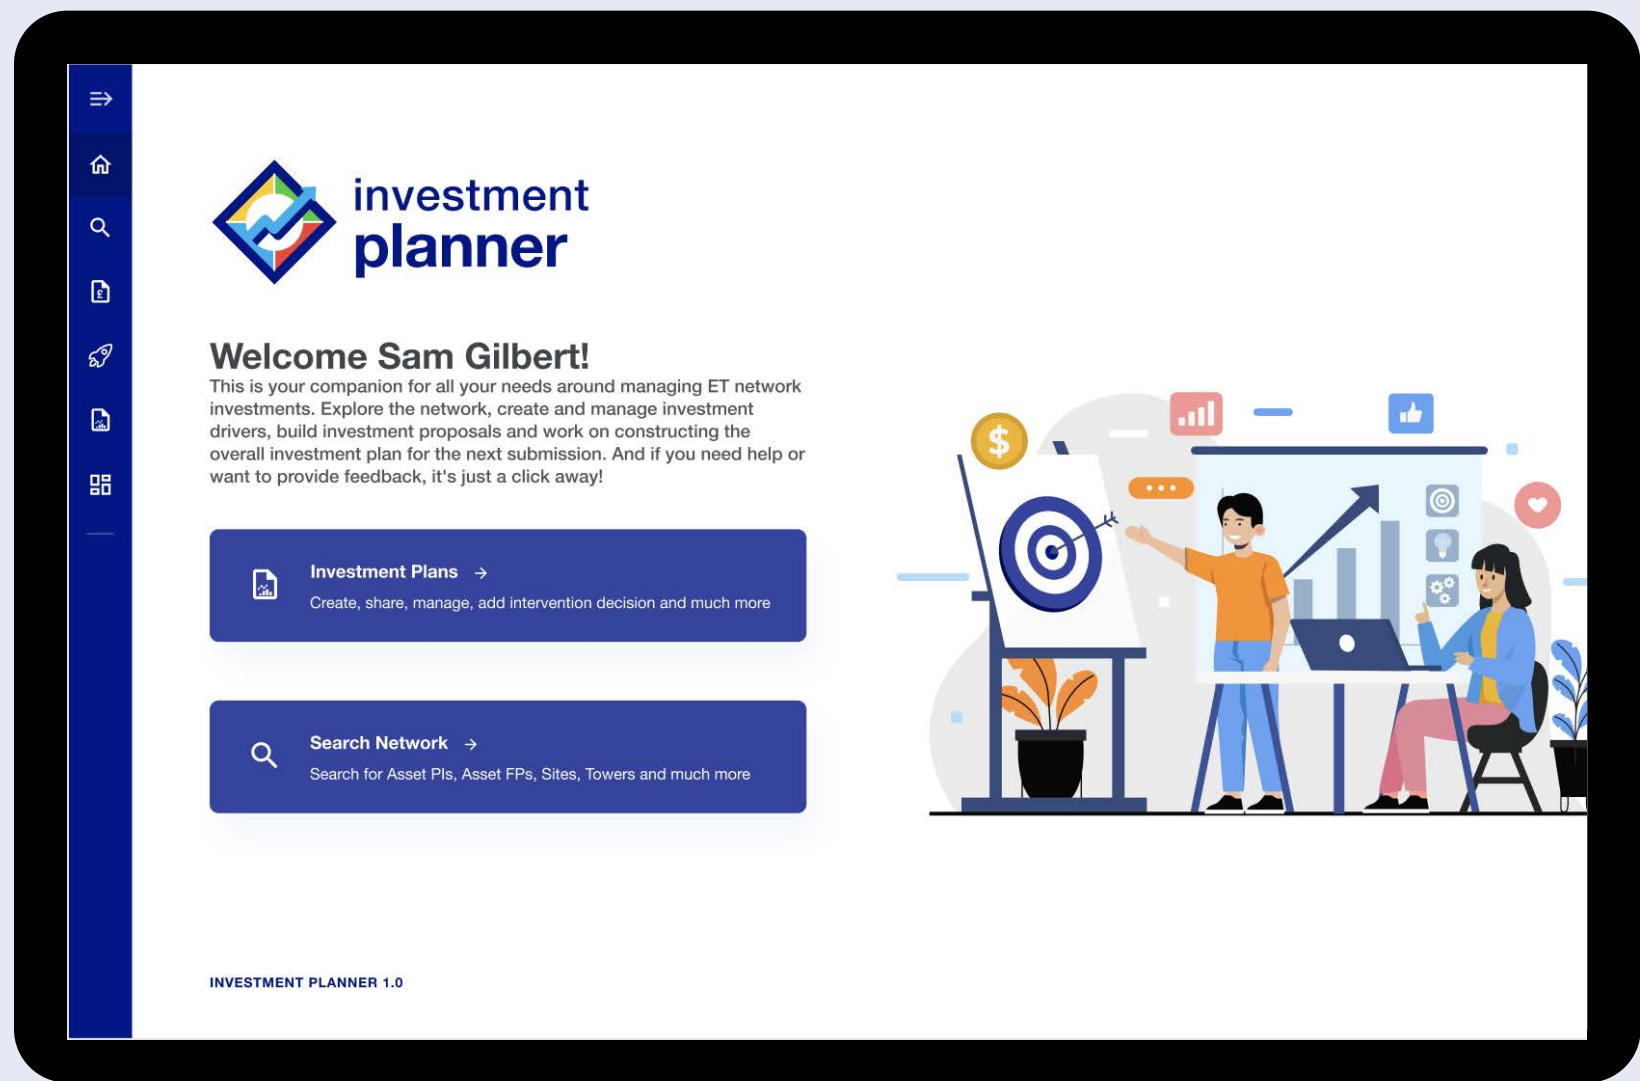 investment
planner
Welcome Sam Gilbert!
This is your companion for all your needs around managing ET network
investments. Explore the network, create and manage investment
drivers, build investment proposals and work on constructing the
overall investment plan for the next submission. And if you need help or
want to provide feedback, it's just a click away!
Investment Plans →
Create, share, manage, add intervention decision and much more
Search Network →
Search for Asset PIs, Asset FPs, Sites, Towers and much more
INVESTMENT PLANNER 1.0